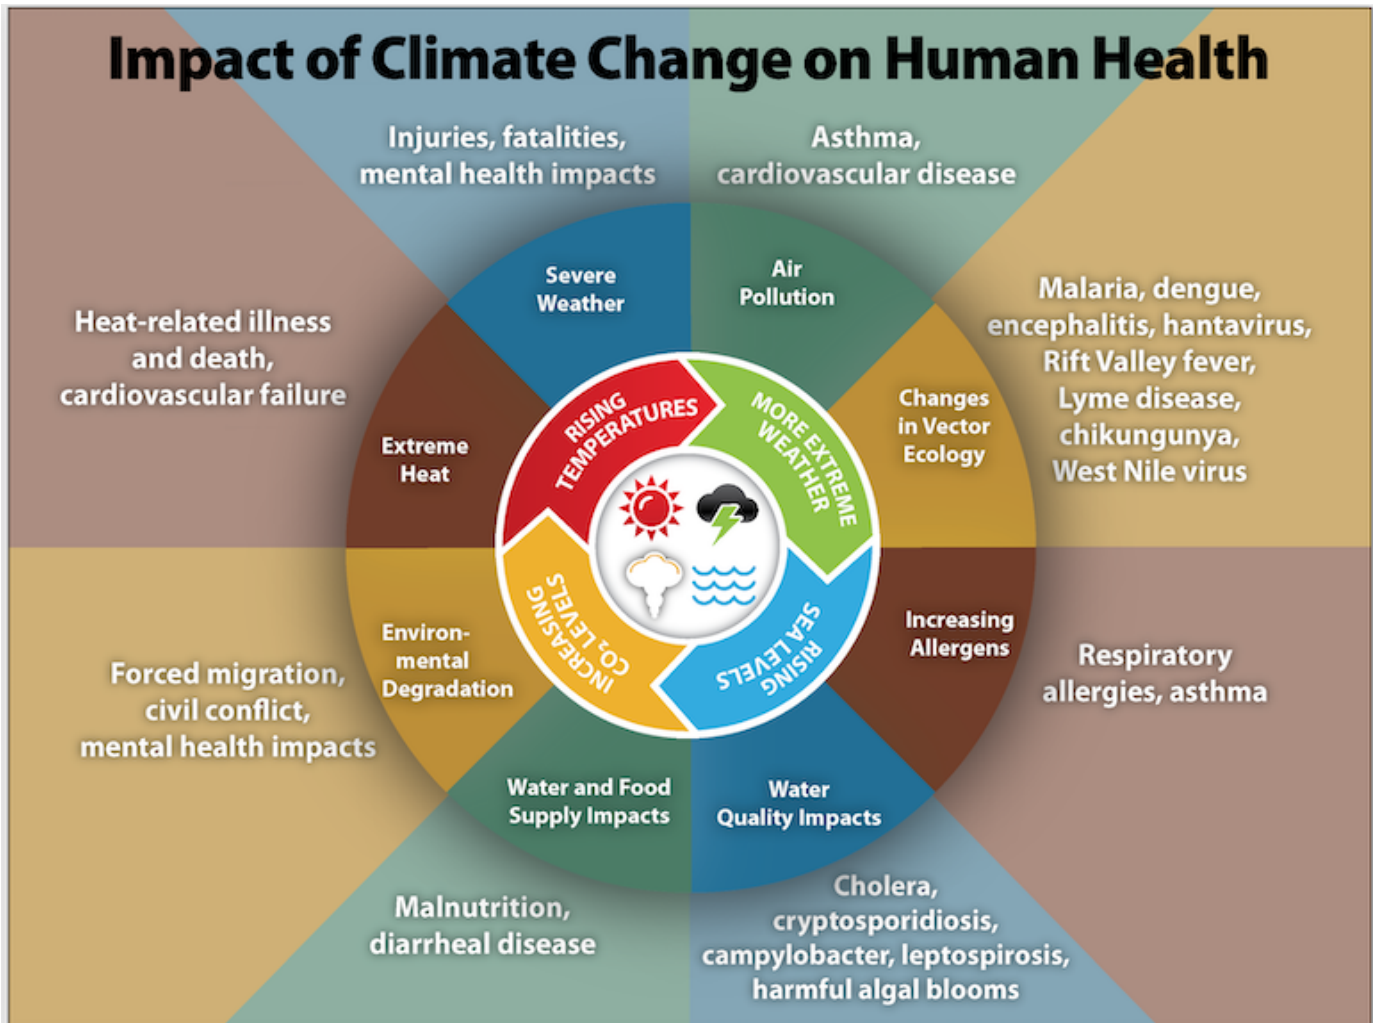 Impact of Climate Change on Human Health
Injuries, fatalities,
mental health impacts
Asthma,
cardiovascular disease
Severe
Weather
Air
Pollution
Heat-related illness
and death,
cardiovascular failure
Malaria, dengue,
encephalitis, hantavirus,
Rift Valley fever,
Lyme disease,
chikungunya,
West Nile virus
Extreme
Heat
Changes
in Vector
Ecology
RISING
TEMPERATURES
MORE EXTREME
WEATHER
INCREASING
CO₂ LEVELS
RISING
SEA LEVELS
Environ-
mental
Degradation
Increasing
Allergens
Forced migration,
civil conflict,
mental health impacts
Respiratory
allergies, asthma
Water and Food
Supply Impacts
Water
Quality Impacts
Malnutrition,
diarrheal disease
Cholera,
cryptosporidiosis,
campylobacter, leptospirosis,
harmful algal blooms